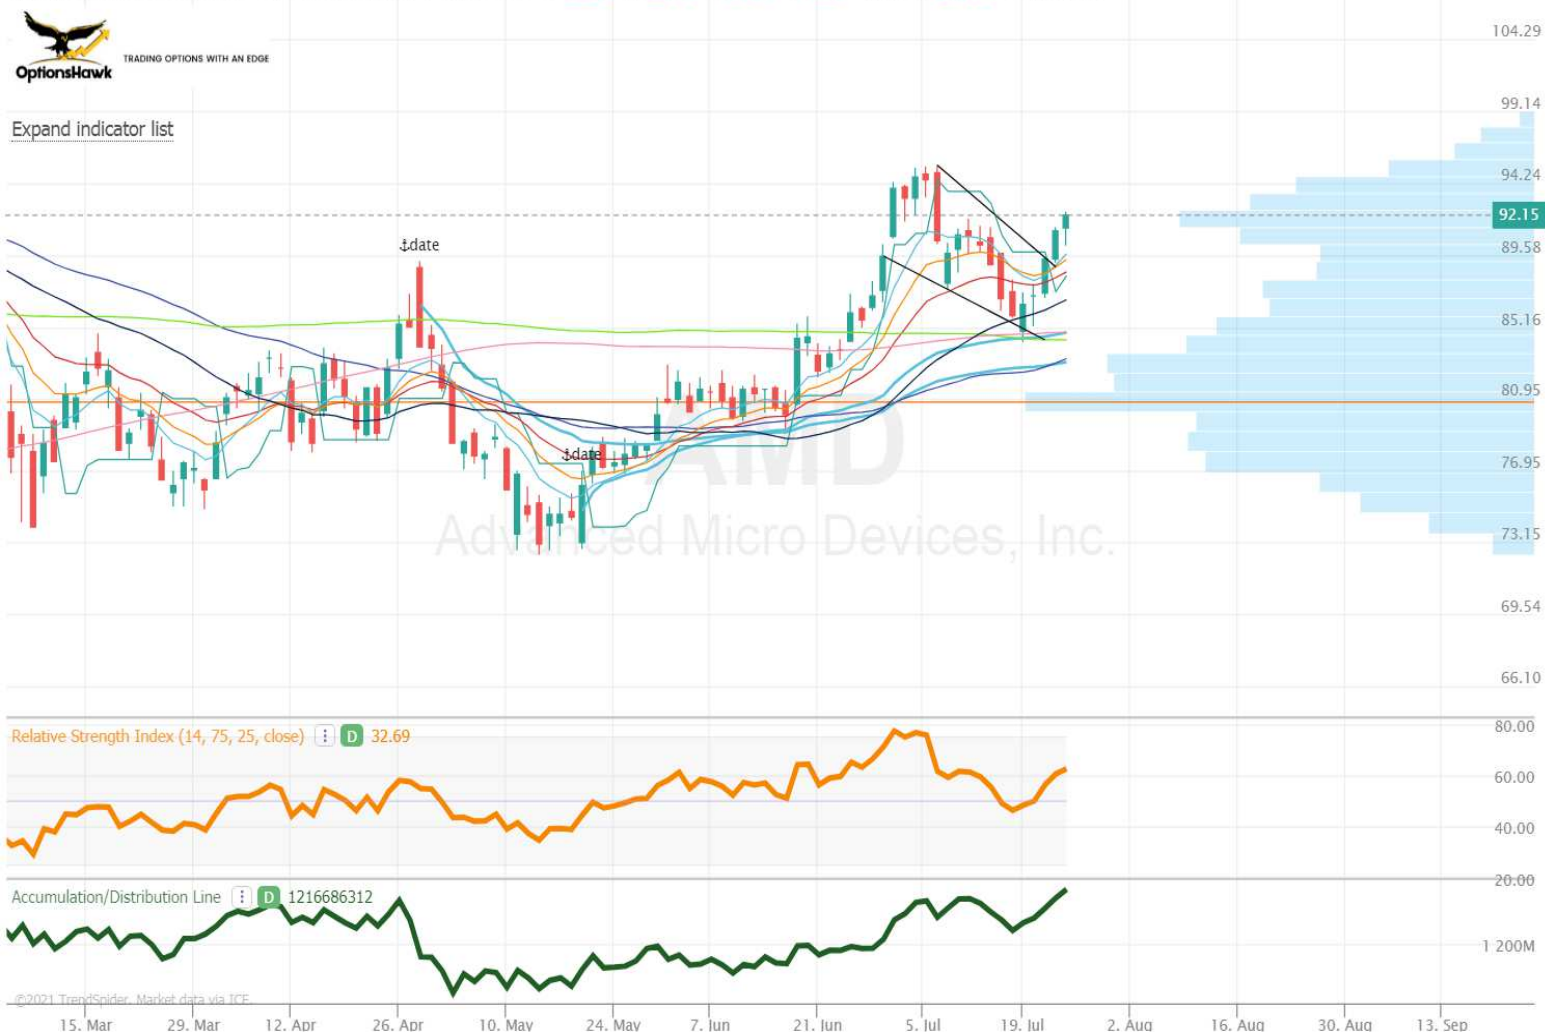 OptionsHawk
TRADING OPTIONS WITH AN EDGE
Expand indicator list
⚓date
⚓date
AMD
Advanced Micro Devices, Inc.
104.29
99.14
94.24
92.15
89.58
85.16
80.95
76.95
73.15
69.54
66.10
Relative Strength Index (14, 75, 25, close) ⋮ D 32.69
80.00
60.00
40.00
20.00
Accumulation/Distribution Line ⋮ D 1216686312
1 200M
©2021 TrendSpider. Market data via ICE.
15. Mar 29. Mar 12. Apr 26. Apr 10. May 24. May 7. Jun 21. Jun 5. Jul 19. Jul 2. Aug 16. Aug 30. Aug 13. Sep